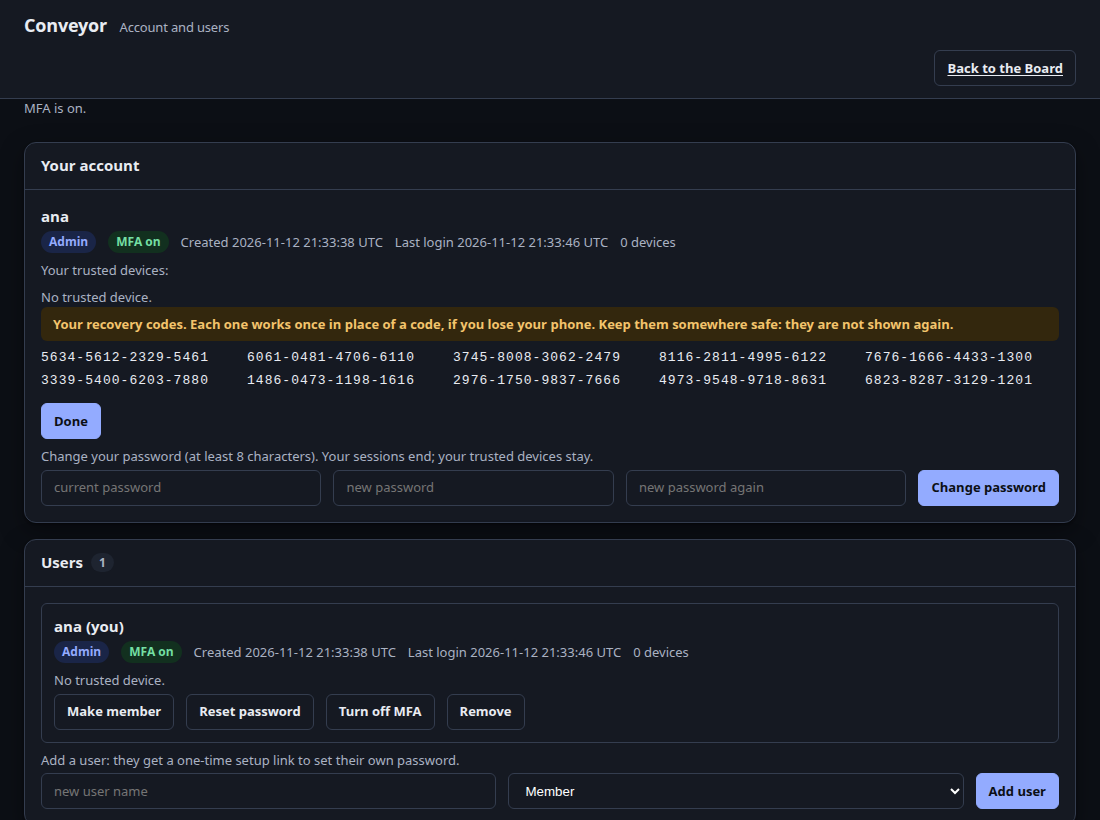 Conveyor Account and users
Back to the Board
MFA is on.
Your account
ana
Admin MFA on Created 2026-11-12 21:33:38 UTC Last login 2026-11-12 21:33:46 UTC 0 devices
Your trusted devices:
No trusted device.
Your recovery codes. Each one works once in place of a code, if you lose your phone. Keep them somewhere safe: they are not shown again.
5634-5612-2329-5461 6061-0481-4706-6110 3745-8008-3062-2479 8116-2811-4995-6122 7676-1666-4433-1300
3339-5400-6203-7880 1486-0473-1198-1616 2976-1750-9837-7666 4973-9548-9718-8631 6823-8287-3129-1201
Done
Change your password (at least 8 characters). Your sessions end; your trusted devices stay.
current password new password new password again Change password
Users 1
ana (you)
Admin MFA on Created 2026-11-12 21:33:38 UTC Last login 2026-11-12 21:33:46 UTC 0 devices
No trusted device.
Make member Reset password Turn off MFA Remove
Add a user: they get a one-time setup link to set their own password.
new user name Member Add user